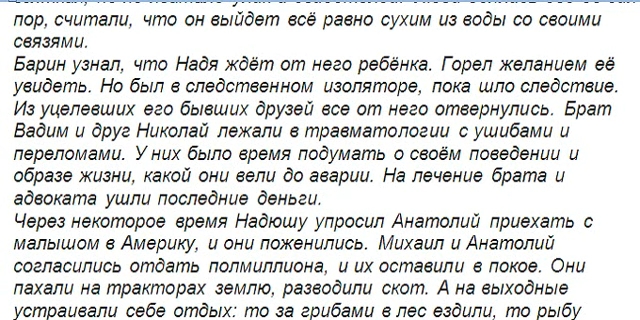 пор, считали, что он выйдет всё равно сухим из воды со своими
связями.
Барин узнал, что Надя ждёт от него ребёнка. Горел желанием её
увидеть. Но был в следственном изоляторе, пока шло следствие.
Из уцелевших его бывших друзей все от него отвернулись. Брат
Вадим и друг Николай лежали в травматологии с ушибами и
переломами. У них было время подумать о своём поведении и
образе жизни, какой они вели до аварии. На лечение брата и
адвоката ушли последние деньги.
Через некоторое время Надюшу упросил Анатолий приехать с
малышом в Америку, и они поженились. Михаил и Анатолий
согласились отдать полмиллиона, и их оставили в покое. Они
пахали на тракторах землю, разводили скот. А на выходные
устраивали себе отдых: то за грибами в лес ездили, то рыбу